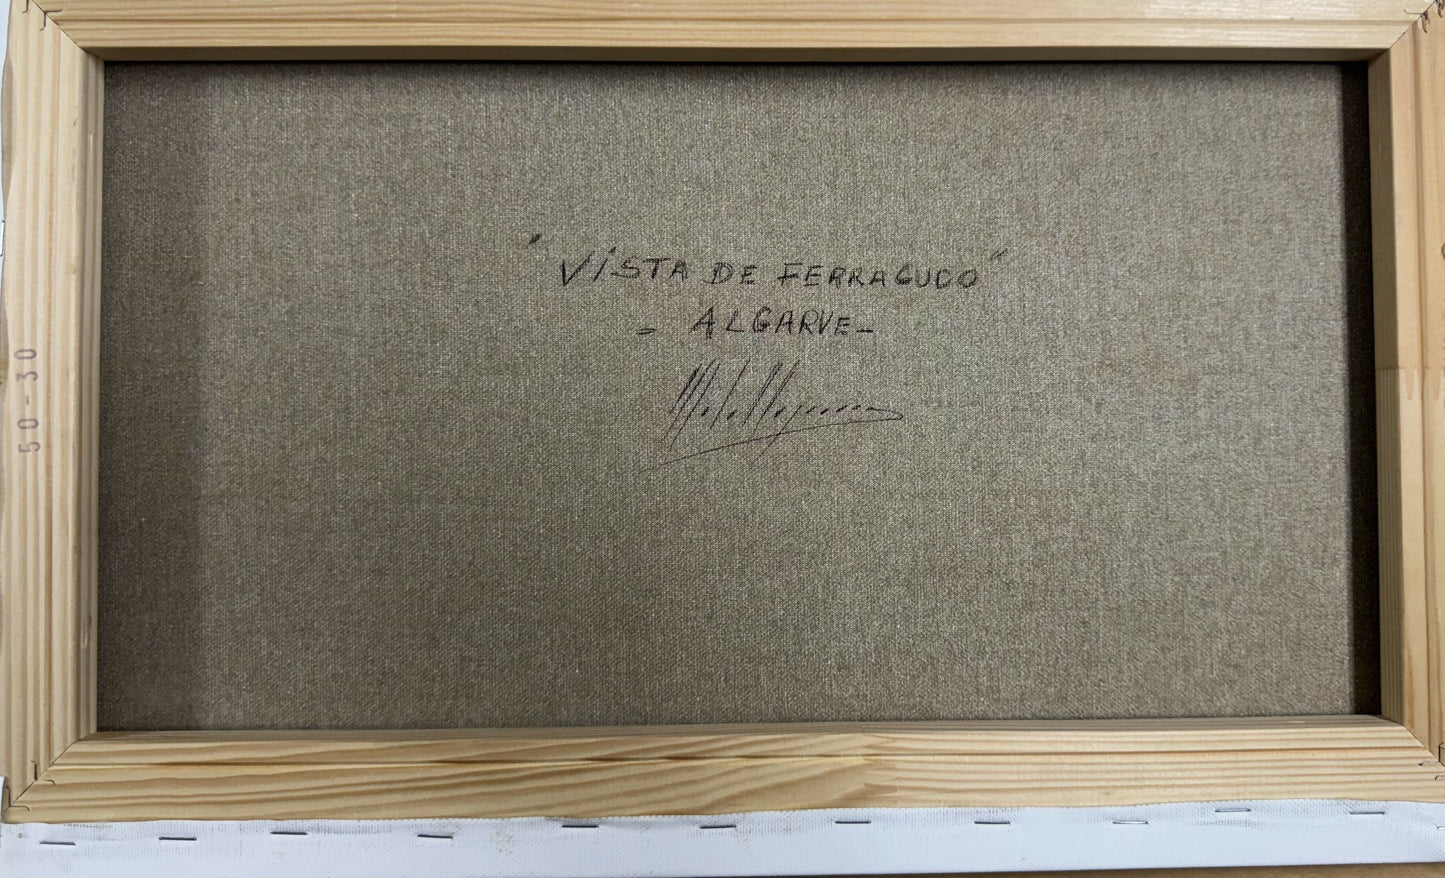 "VISTA DE FERRAGUDO"
- ALGARVE -
50-30